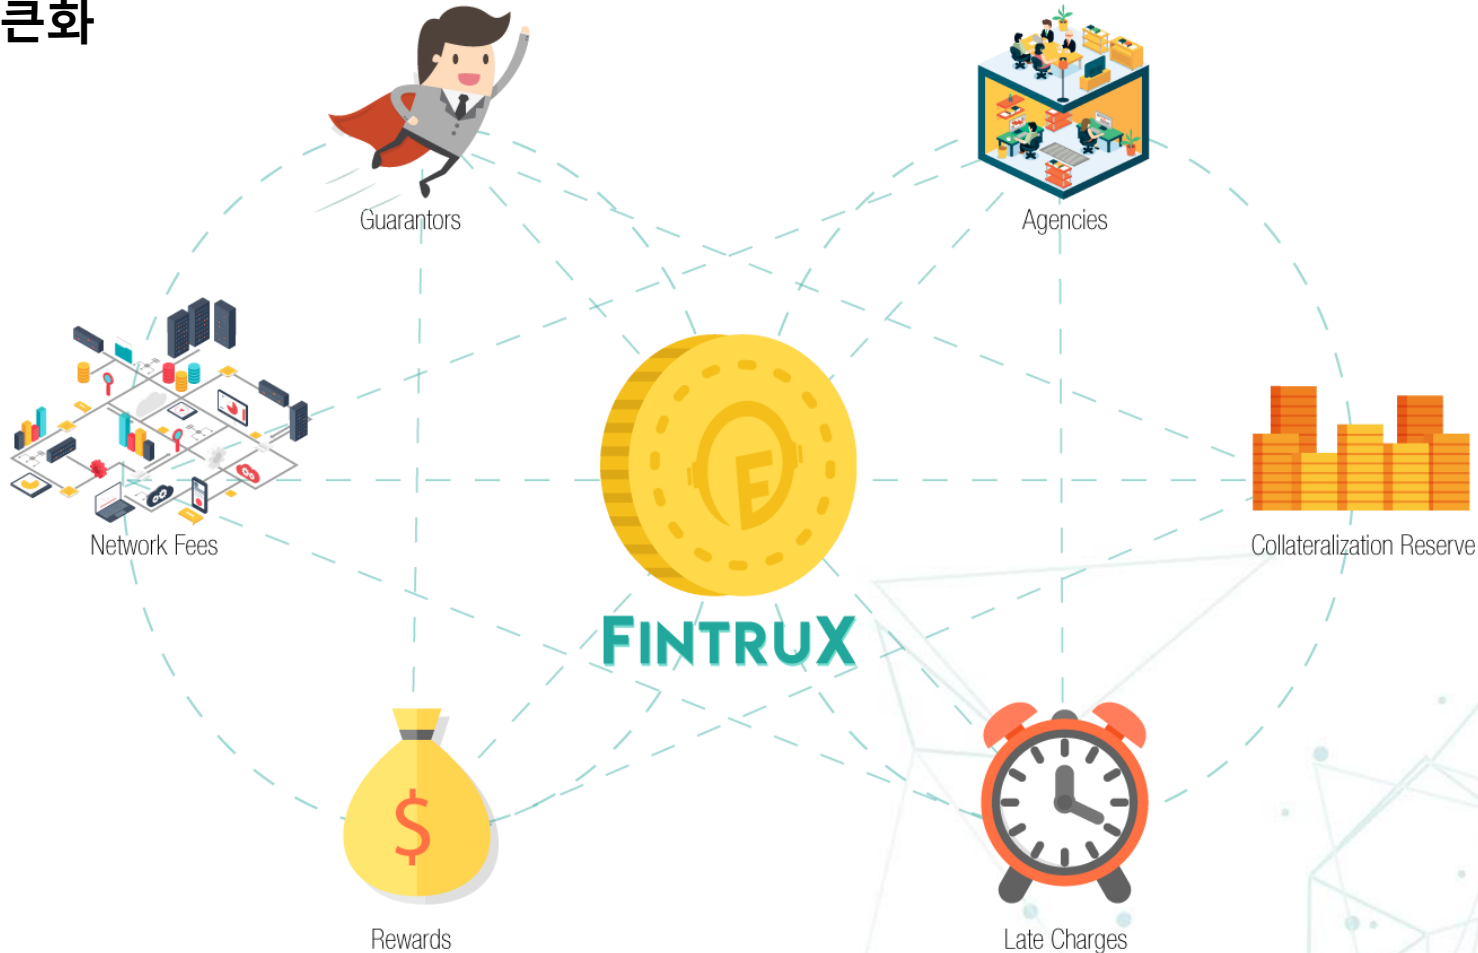 큰화
Guarantors
Agencies
Network Fees
Collateralization Reserve
FINTRUX
$
Rewards
Late Charges